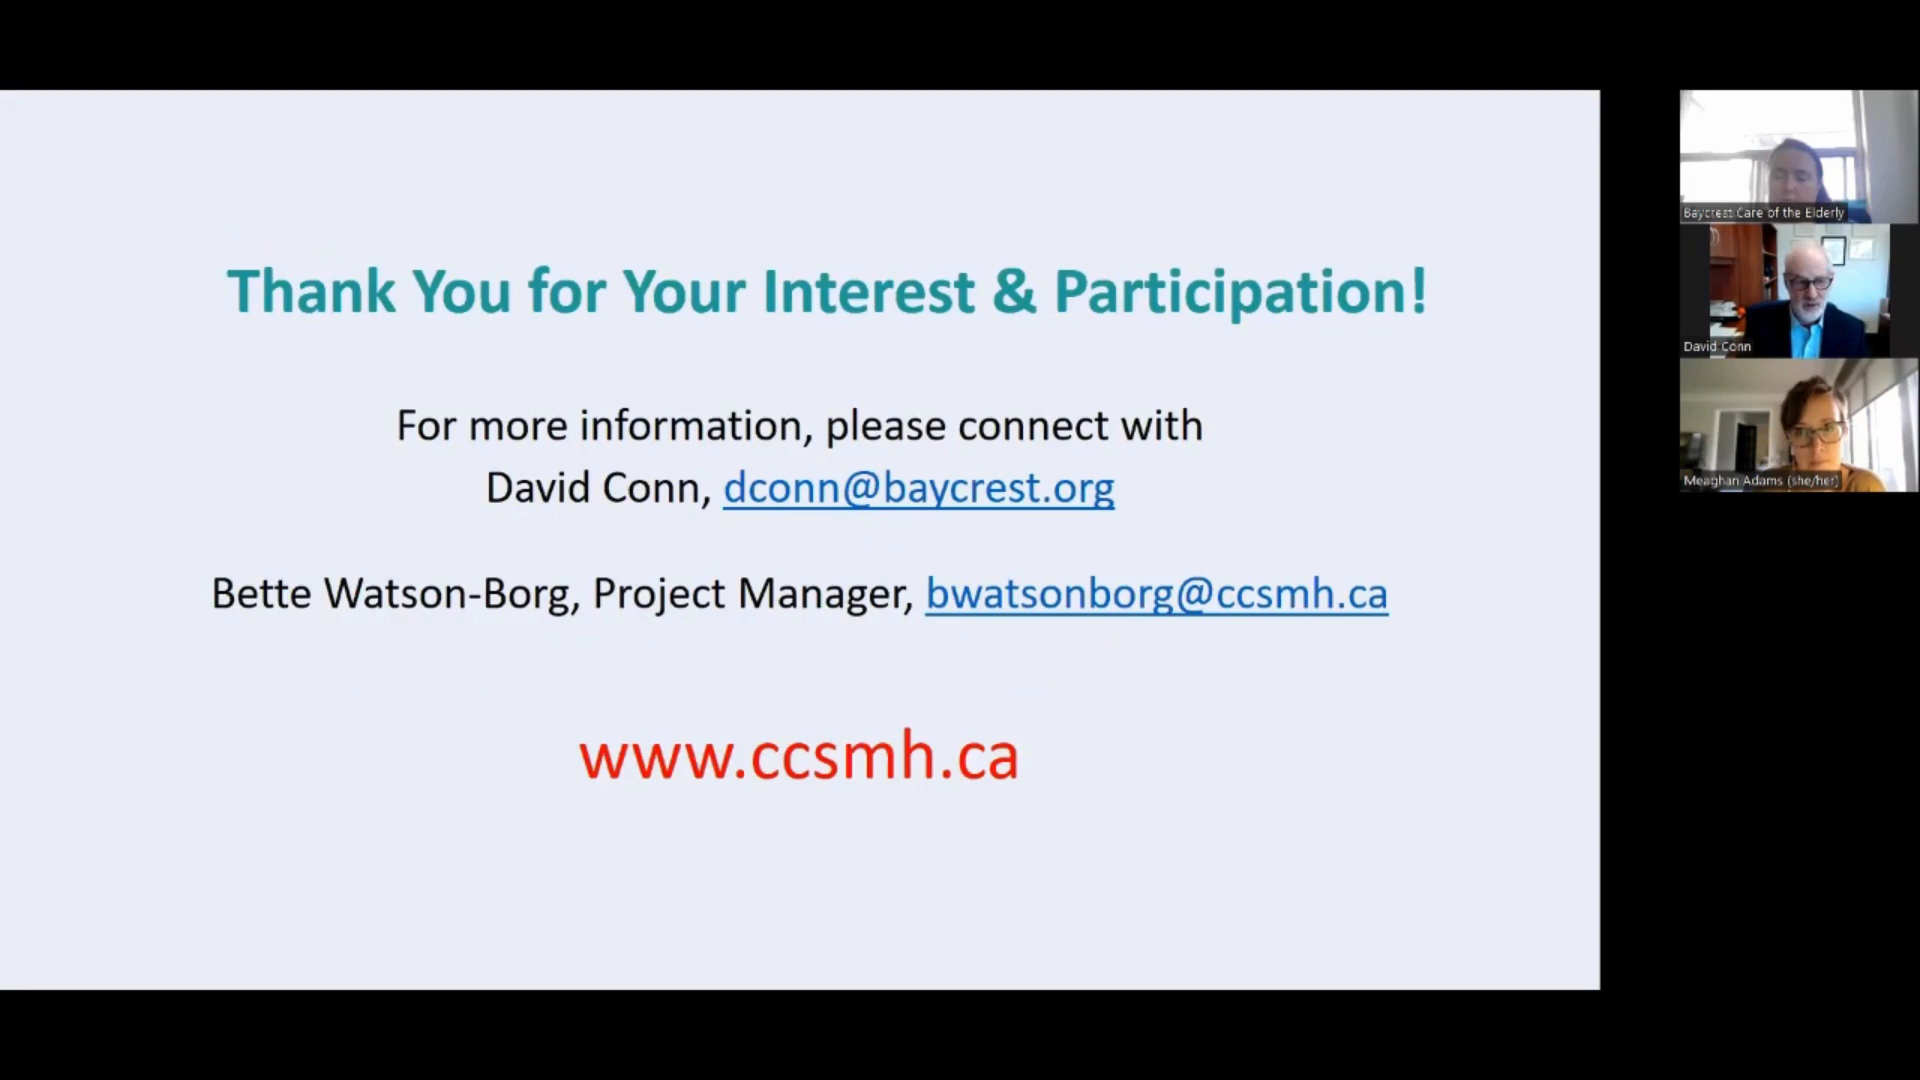 Thank You for Your Interest & Participation!
For more information, please connect with
David Conn, dconn@baycrest.org
Bette Watson-Borg, Project Manager, bwatsonborg@ccsmh.ca
www.ccsmh.ca
Baycrest Care of the Elderly
David Conn
Meaghan Adams (she/her)